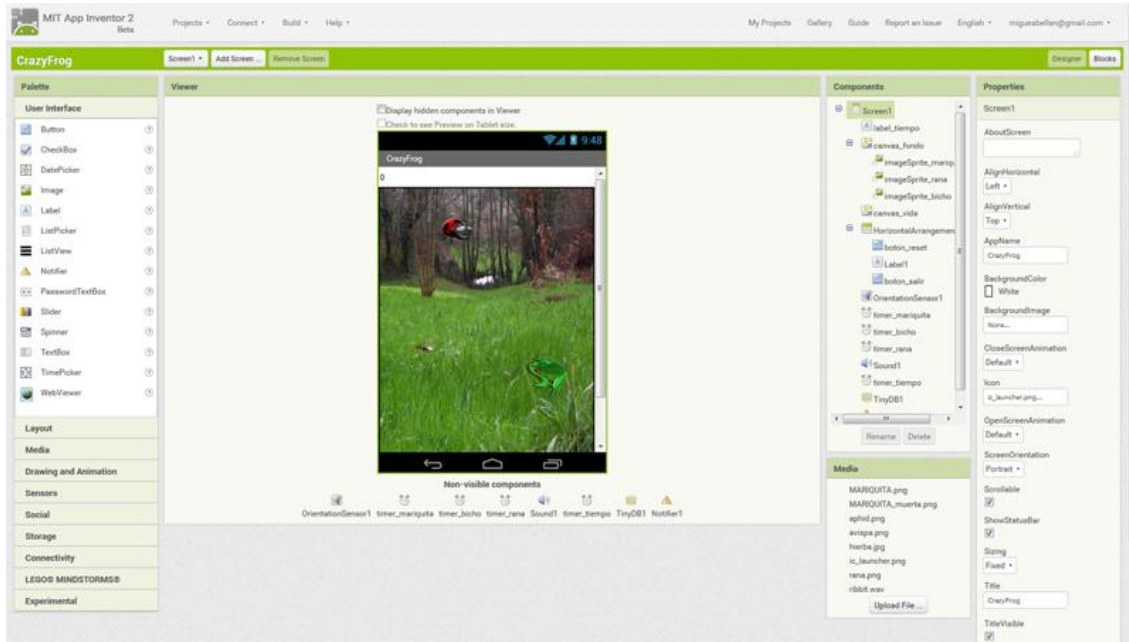 MIT App Inventor 2
Beta
Projects Connect Build Help
My Projects Gallery Guide Report an Issue English migueabellan@gmail.com
CrazyFrog
Screen1 Add Screen ... Remove Screen
Designer Blocks
Palette
User Interface
Button
CheckBox
DatePicker
Image
Label
ListPicker
ListView
Notifier
PasswordTextBox
Slider
Spinner
TextBox
TimePicker
WebViewer
Layout
Media
Drawing and Animation
Sensors
Social
Storage
Connectivity
LEGO® MINDSTORMS®
Experimental
Viewer
Display hidden components in Viewer
Check to see Preview on Tablet size.
9:48
CrazyFrog
0
Non-visible components
OrientationSensor1 timer_mariquita timer_bicho timer_rana Sound1 timer_tiempo TinyDB1 Notifier1
Components
Screen1
label_tiempo
canvas_fondo
imageSprite_mariqu
imageSprite_rana
imageSprite_bicho
canvas_vida
HorizontalArrangemen
boton_reset
Label1
boton_salir
OrientationSensor1
timer_mariquita
timer_bicho
timer_rana
Sound1
timer_tiempo
TinyDB1
Rename Delete
Media
MARIQUITA.png
MARIQUITA_muerta.png
aphid.png
avispa.png
hierba.jpg
ic_launcher.png
rana.png
ribbit.wav
Upload File ...
Properties
Screen1
AboutScreen
AlignHorizontal
Left
AlignVertical
Top
AppName
CrazyFrog
BackgroundColor
White
BackgroundImage
None...
CloseScreenAnimation
Default
Icon
ic_launcher.png...
OpenScreenAnimation
Default
ScreenOrientation
Portrait
Scrollable
ShowStatusBar
Sizing
Fixed
Title
CrazyFrog
TitleVisible